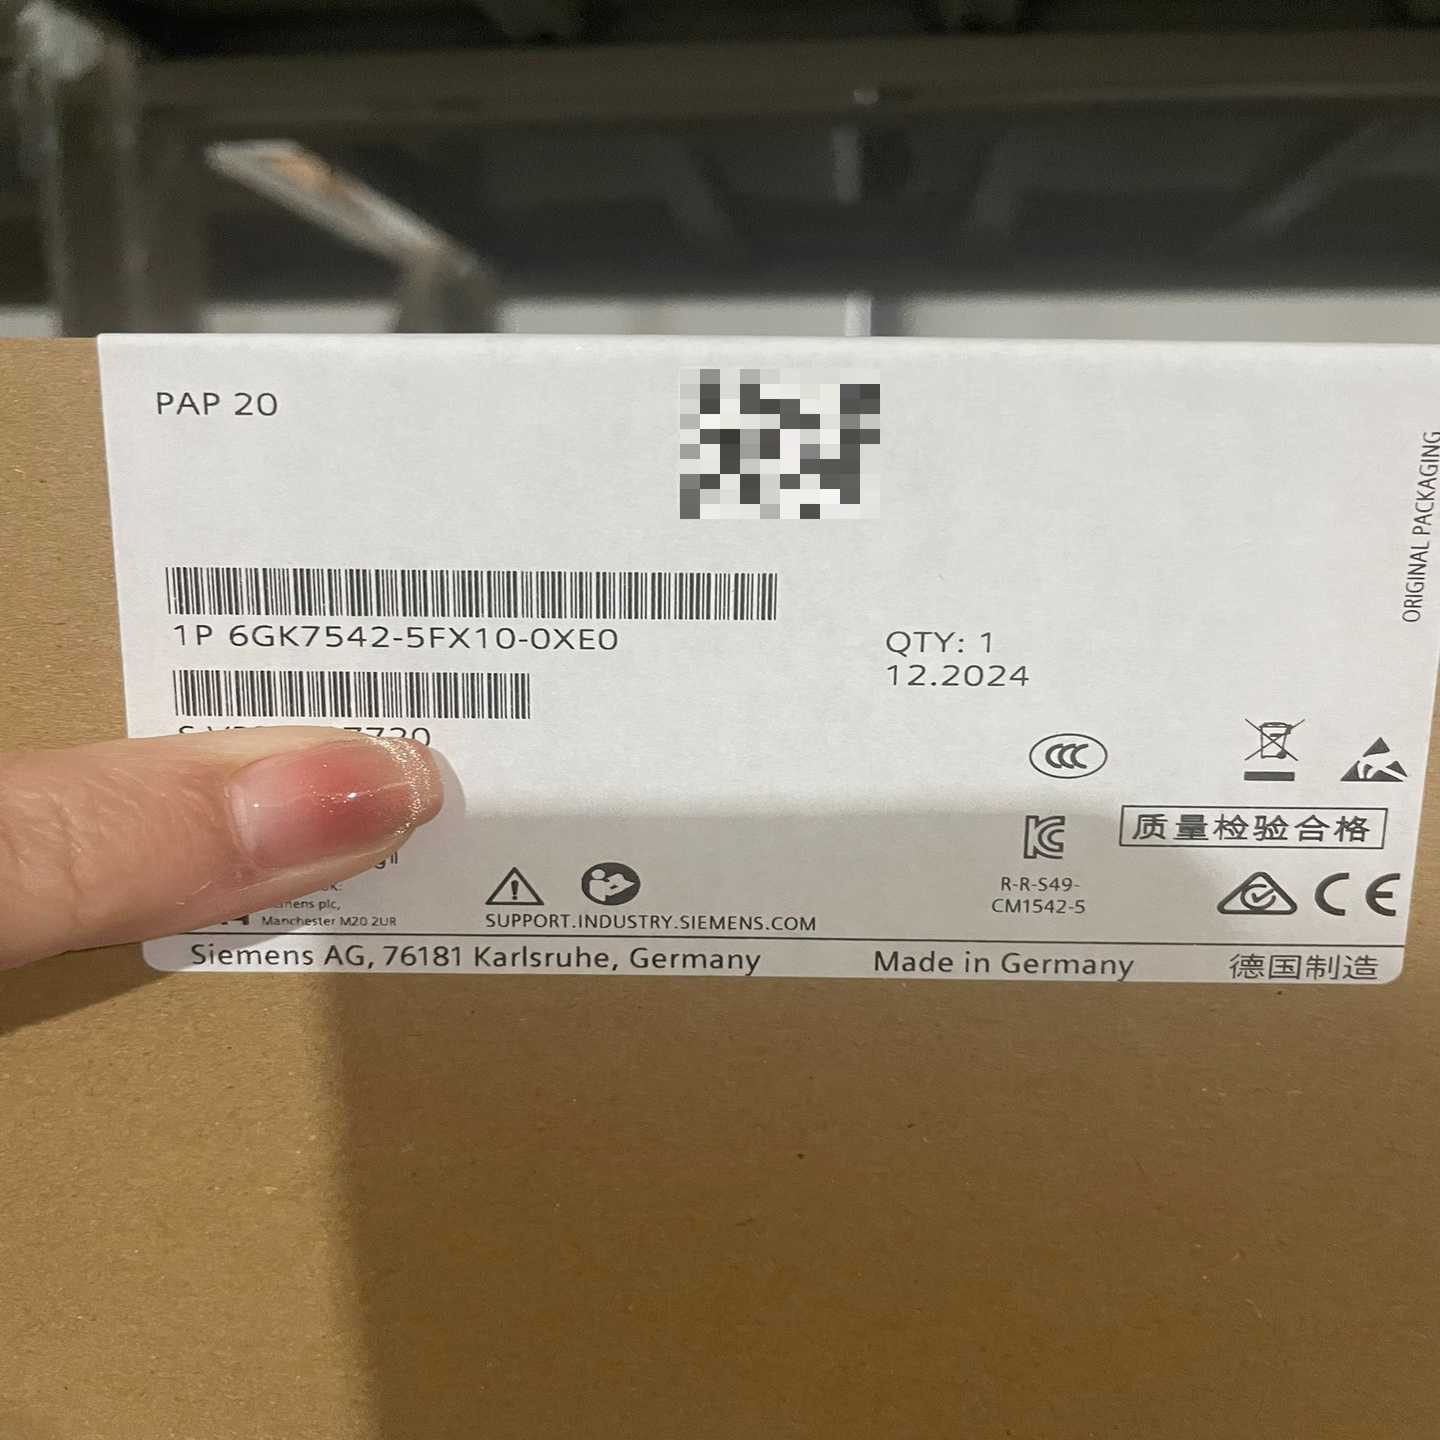 PAP 20
ORIGINAL PACKAGING
1P 6GK7542-5FX10-0XE0
QTY: 1
12.2024
质量检验合格
R-R-S49-
CM1542-5
Manchester M20 2UR
SUPPORT.INDUSTRY.SIEMENS.COM
CE
Siemens AG, 76181 Karlsruhe, Germany
Made in Germany
德国制造